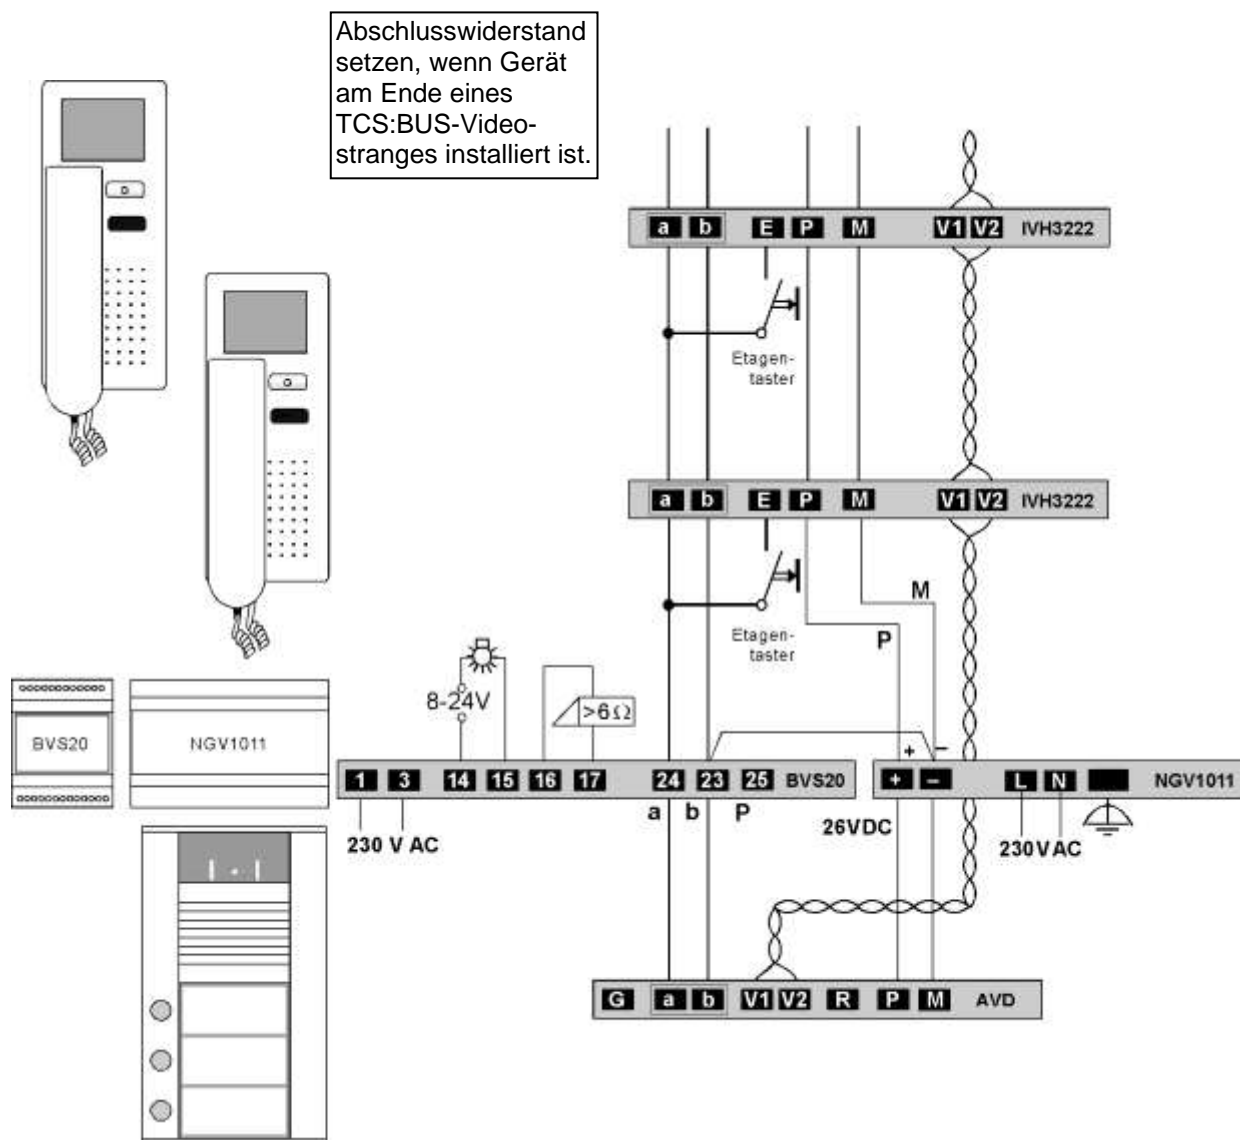 Abschlusswiderstand
setzen, wenn Gerät
am Ende eines
TCS:BUS-Video-
stranges installiert ist.
a b E P M V1 V2 IVH3222
Etagen-
taster
a b E P M V1 V2 IVH3222
M
Etagen-
taster
P
8-24V
>6Ω
BVS20
NGV1011
+ –
1 3 14 15 16 17 24 23 25 BVS20
+ – L N NGV1011
a b P
26VDC
230 V AC
230VAC
G a b V1 V2 R P M AVD